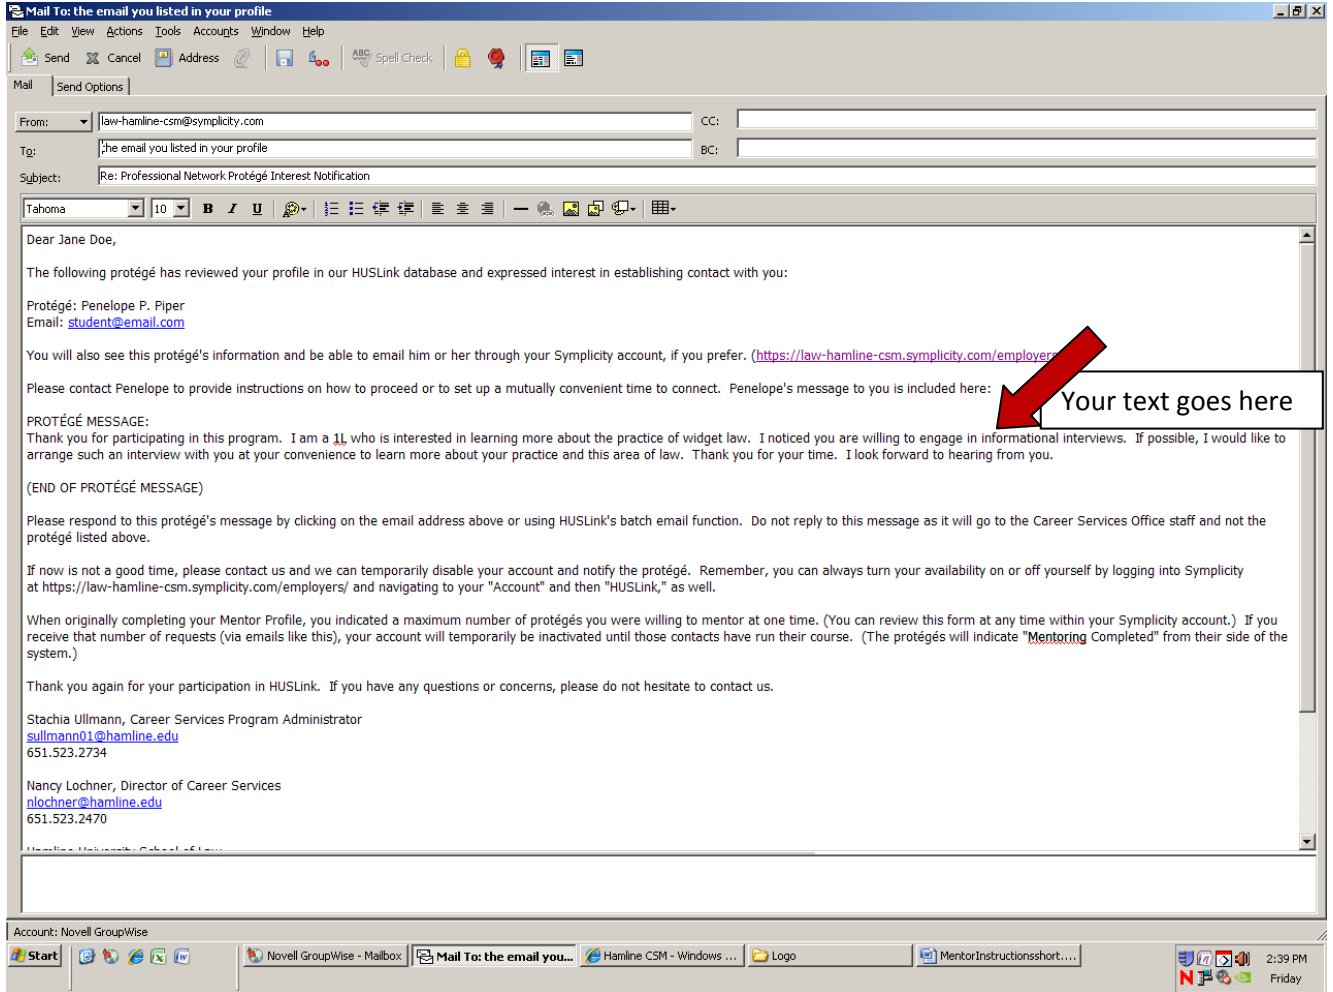 Mail To: the email you listed in your profile
File Edit View Actions Tools Accounts Window Help
Send Cancel Address ABC Spell Check
Mail Send Options
From: law-hamline-csm@symplicity.com CC:
To: the email you listed in your profile BC:
Subject: Re: Professional Network Protégé Interest Notification
Tahoma 10 B I U
Dear Jane Doe,
The following protégé has reviewed your profile in our HUSLink database and expressed interest in establishing contact with you:
Protégé: Penelope P. Piper
Email: student@email.com
You will also see this protégé's information and be able to email him or her through your Symplicity account, if you prefer. (https://law-hamline-csm.symplicity.com/employers
Please contact Penelope to provide instructions on how to proceed or to set up a mutually convenient time to connect. Penelope's message to you is included here:
Your text goes here
PROTÉGÉ MESSAGE:
Thank you for participating in this program. I am a 1L who is interested in learning more about the practice of widget law. I noticed you are willing to engage in informational interviews. If possible, I would like to
arrange such an interview with you at your convenience to learn more about your practice and this area of law. Thank you for your time. I look forward to hearing from you.
(END OF PROTÉGÉ MESSAGE)
Please respond to this protégé's message by clicking on the email address above or using HUSLink's batch email function. Do not reply to this message as it will go to the Career Services Office staff and not the
protégé listed above.
If now is not a good time, please contact us and we can temporarily disable your account and notify the protégé. Remember, you can always turn your availability on or off yourself by logging into Symplicity
at https://law-hamline-csm.symplicity.com/employers/ and navigating to your "Account" and then "HUSLink," as well.
When originally completing your Mentor Profile, you indicated a maximum number of protégés you were willing to mentor at one time. (You can review this form at any time within your Symplicity account.) If you
receive that number of requests (via emails like this), your account will temporarily be inactivated until those contacts have run their course. (The protégés will indicate "Mentoring Completed" from their side of the
system.)
Thank you again for your participation in HUSLink. If you have any questions or concerns, please do not hesitate to contact us.
Stachia Ullmann, Career Services Program Administrator
sullmann01@hamline.edu
651.523.2734
Nancy Lochner, Director of Career Services
nlochner@hamline.edu
651.523.2470
Hamline University School of Law
Account: Novell GroupWise
Start Novell GroupWise - Mailbox Mail To: the email you... Hamline CSM - Windows ... Logo MentorInstructionsshort.... 2:39 PM
N Friday